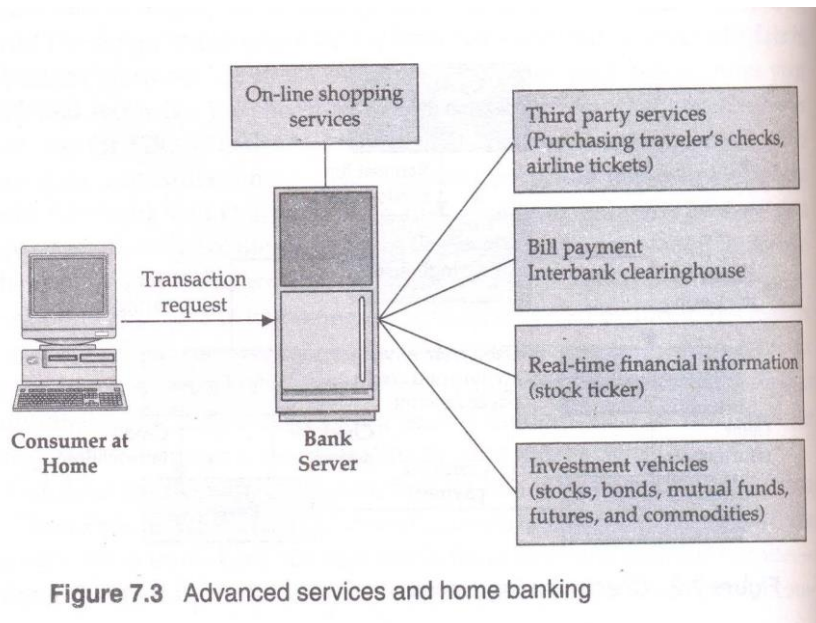 On-line shopping
services
Third party services
(Purchasing traveler's checks,
airline tickets)
Bill payment
Interbank clearinghouse
Transaction
request
Real-time financial information
(stock ticker)
Consumer at
Home
Bank
Server
Investment vehicles
(stocks, bonds, mutual funds,
futures, and commodities)
Figure 7.3 Advanced services and home banking